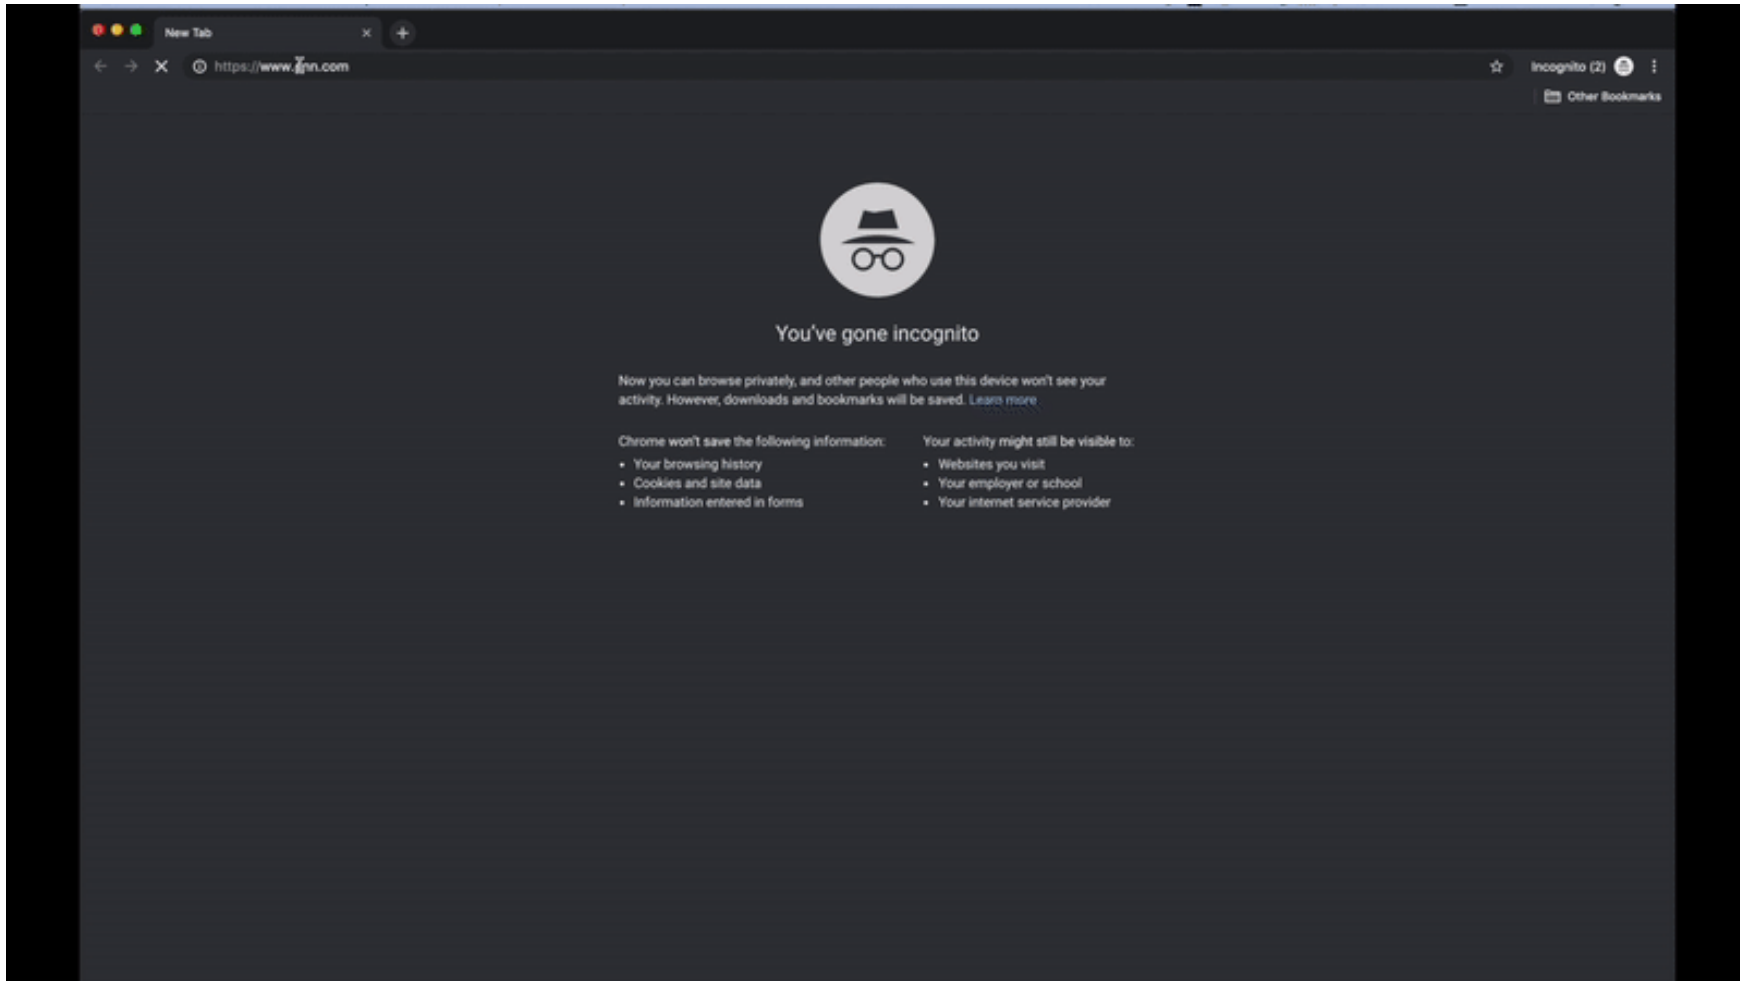 New Tab
https://www.cnn.com
Incognito (2)
Other Bookmarks
You've gone incognito
Now you can browse privately, and other people who use this device won't see your
activity. However, downloads and bookmarks will be saved. Learn more
Chrome won't save the following information:
• Your browsing history
• Cookies and site data
• Information entered in forms
Your activity might still be visible to:
• Websites you visit
• Your employer or school
• Your internet service provider